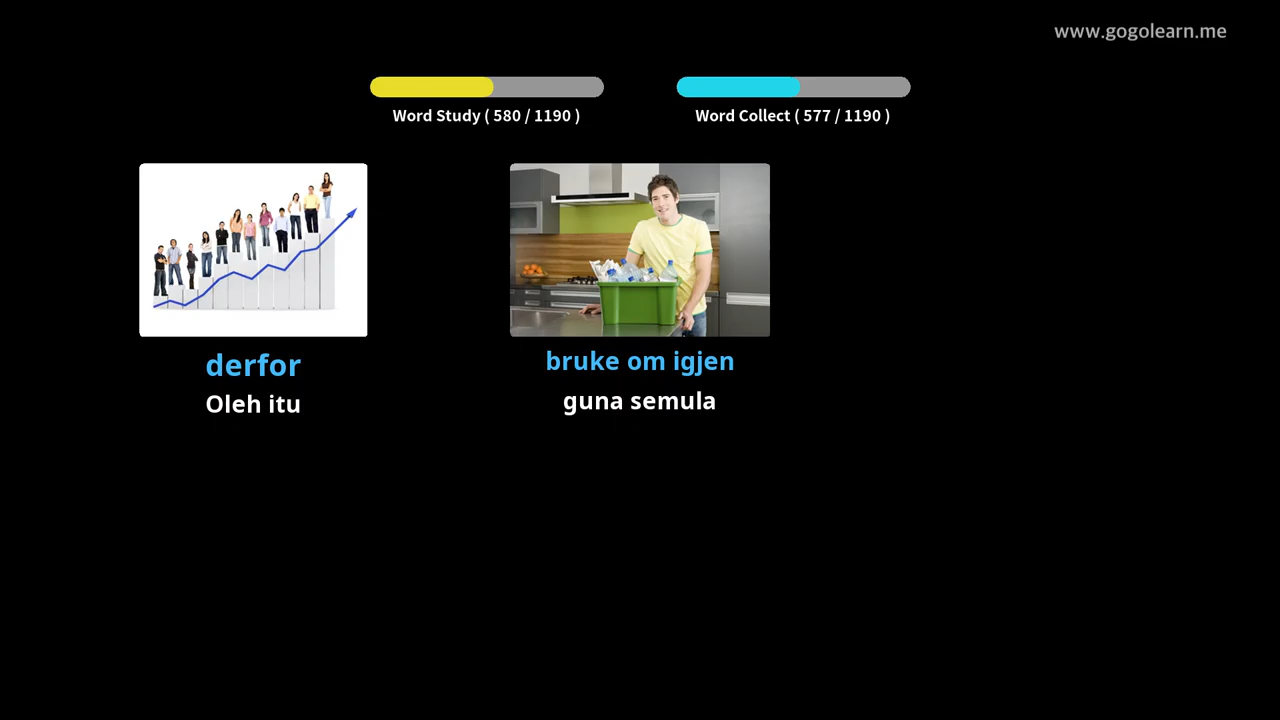 www.gogolearn.me
Word Study ( 580 / 1190 )
Word Collect ( 577 / 1190 )
derfor
Oleh itu
bruke om igjen
guna semula